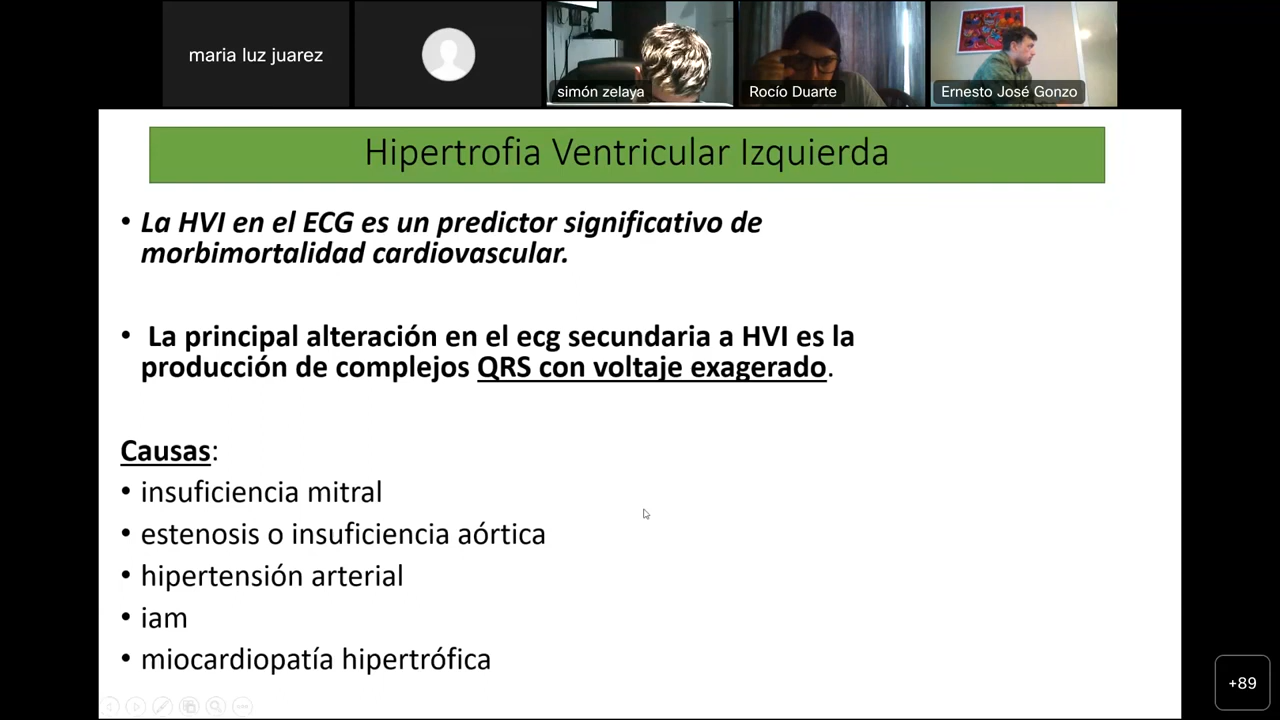 maria luz juarez
simón zelaya
Rocío Duarte
Ernesto José Gonzo
Hipertrofia Ventricular Izquierda
• La HVI en el ECG es un predictor significativo de
morbimortalidad cardiovascular.
• La principal alteración en el ecg secundaria a HVI es la
producción de complejos QRS con voltaje exagerado.
Causas:
• insuficiencia mitral
• estenosis o insuficiencia aórtica
• hipertensión arterial
• iam
• miocardiopatía hipertrófica
+89